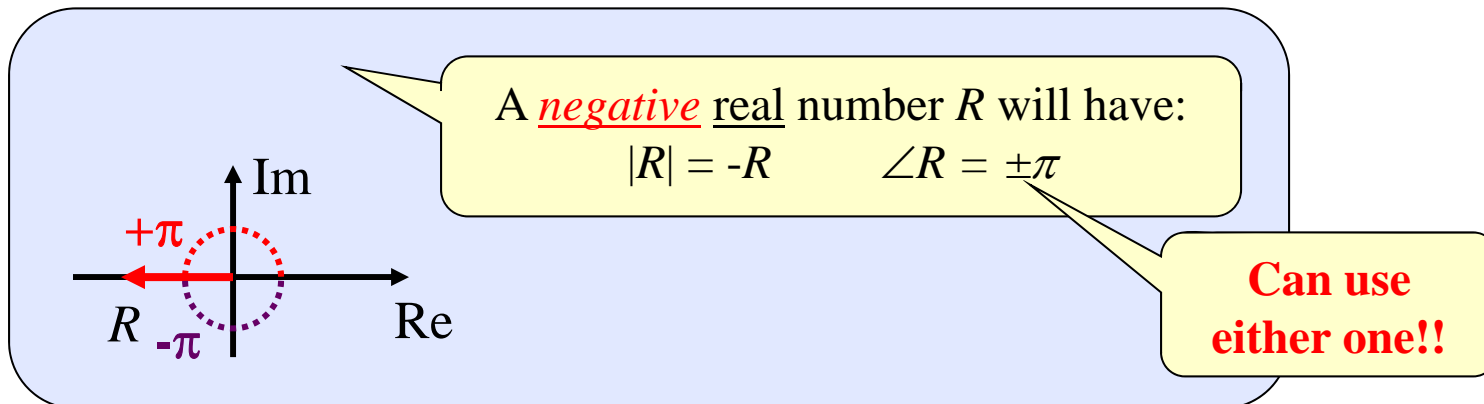 A negative real number R will have:
|R| = -R ∠R = ±π
Im
+π
R
-π
Re
Can use
either one!!